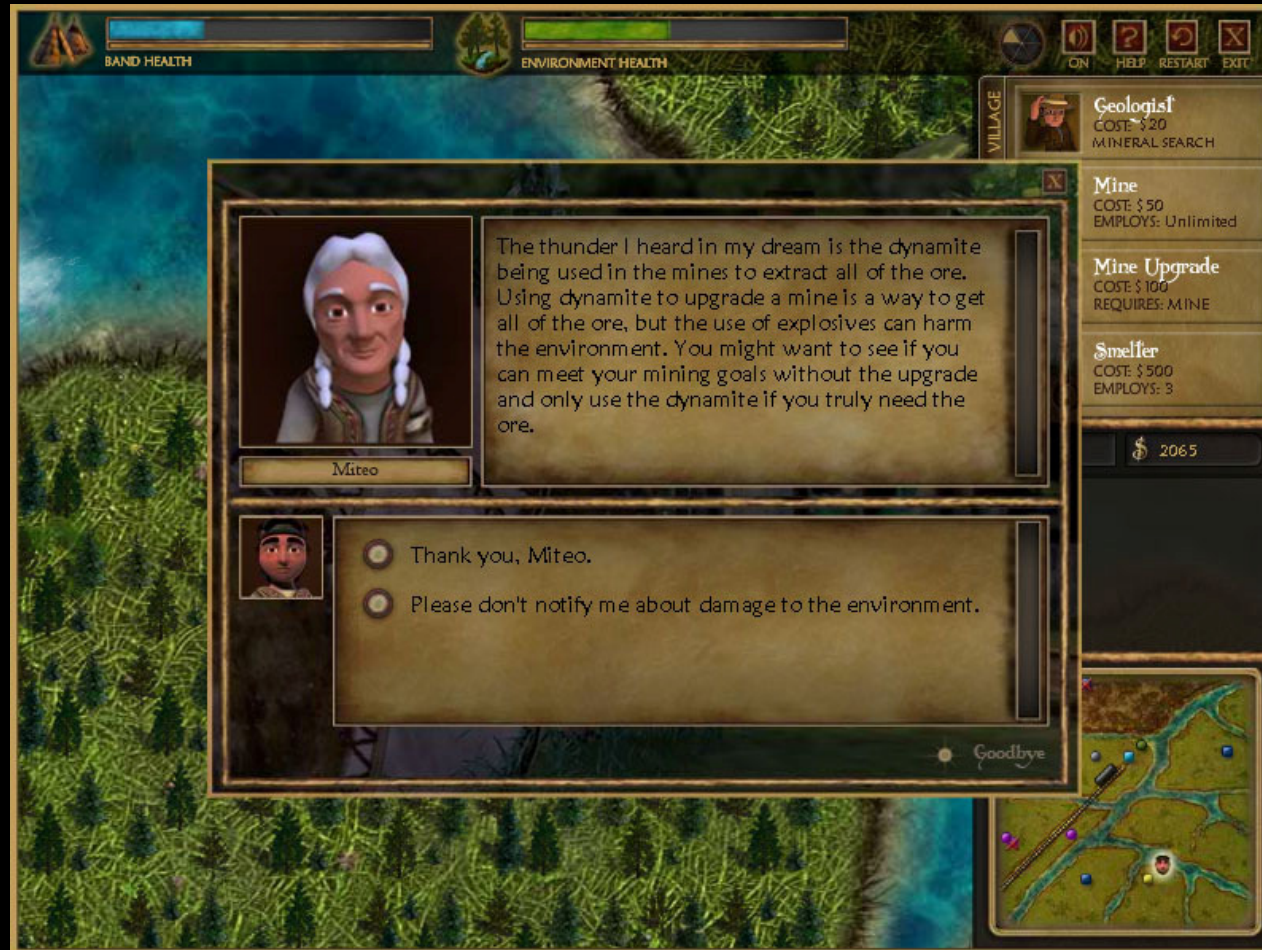 BAND HEALTH
ENVIRONMENT HEALTH
ON
HELP
RESTART
EXIT
VILLAGE
Geologist
COST: $20
MINERAL SEARCH
Mine
COST: $50
EMPLOYS: Unlimited
Mine Upgrade
COST: $100
REQUIRES: MINE
Smelter
COST: $500
EMPLOYS: 3
$ 2065
X
The thunder I heard in my dream is the dynamite
being used in the mines to extract all of the ore.
Using dynamite to upgrade a mine is a way to get
all of the ore, but the use of explosives can harm
the environment. You might want to see if you
can meet your mining goals without the upgrade
and only use the dynamite if you truly need the
ore.
Miteo
Thank you, Miteo.
Please don't notify me about damage to the environment.
Goodbye